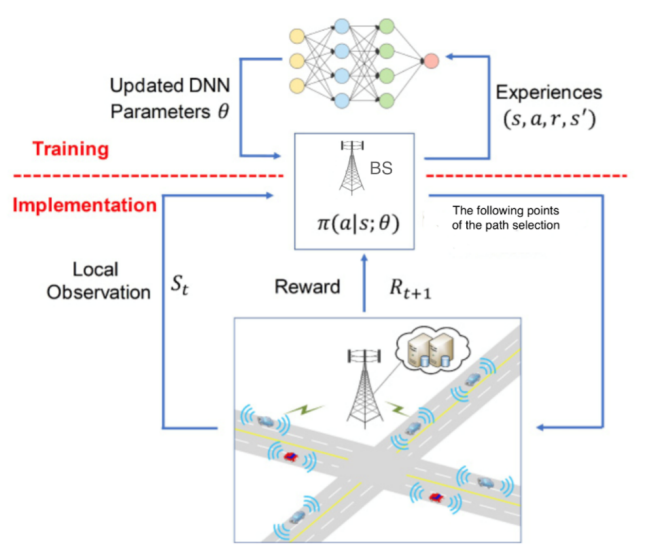 Updated DNN
Parameters θ
Experiences
(s, a, r, s′)
Training
BS
Implementation
π(a|s; θ)
The following points
of the path selection
Local
Observation
S_t
Reward
R_{t+1}